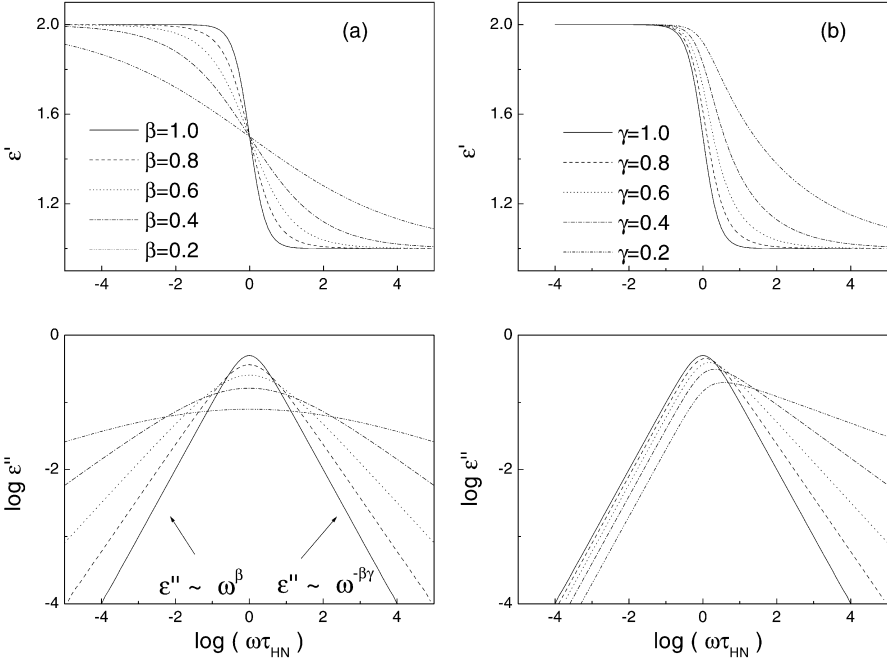 2.0
1.6
1.2
ε'
(a)
β=1.0
β=0.8
β=0.6
β=0.4
β=0.2
-4 -2 0 2 4
2.0
1.6
1.2
ε'
(b)
γ=1.0
γ=0.8
γ=0.6
γ=0.4
γ=0.2
-4 -2 0 2 4
0
-2
-4
log ε"
ε" ~ ω^β
ε" ~ ω^-βγ
-4 -2 0 2 4
log ( ωτ_HN )
0
-2
-4
log ε"
-4 -2 0 2 4
log ( ωτ_HN )